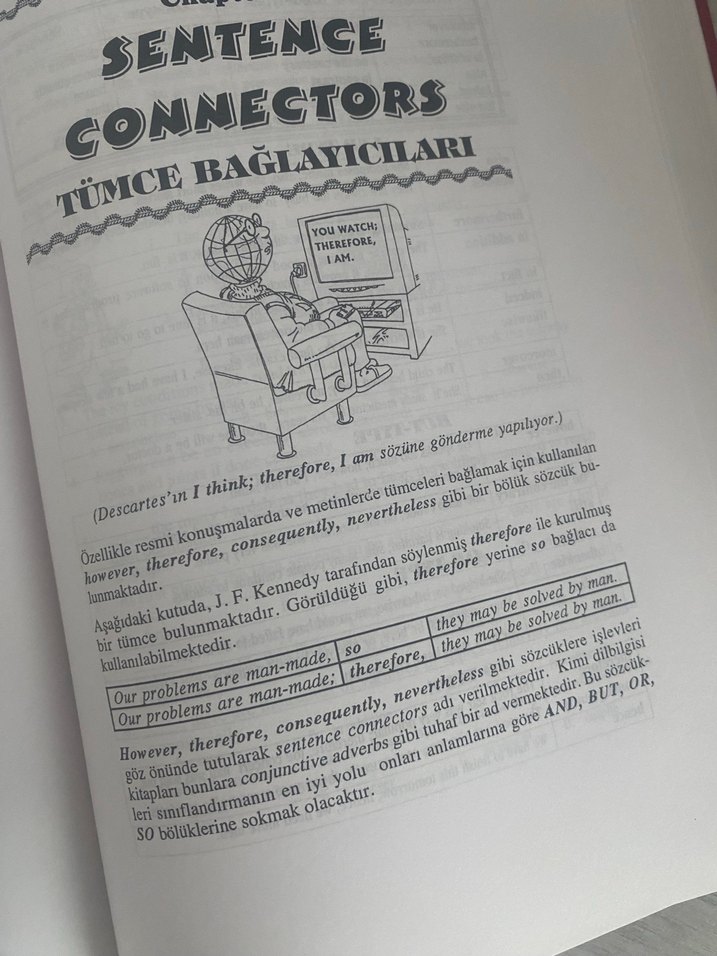 SENTENCE
CONNECTORS
TÜMCE BAĞLAYICILARI
YOU WATCH;
THEREFORE,
I AM.
(Descartes'ın I think; therefore, I am sözüne gönderme yapılıyor.)
Özellikle resmi konuşmalarda ve metinlerde tümceleri bağlamak için kullanılan
however, therefore, consequently, nevertheless gibi bir bölük sözcük bu-
lunmaktadır.
Aşağıdaki kutuda, J. F. Kennedy tarafından söylenmiş therefore ile kurulmuş
bir tümce bulunmaktadır. Görüldüğü gibi, therefore yerine so bağlacı da
kullanılabilmektedir.
Our problems are man-made, so they may be solved by man.
Our problems are man-made; therefore, they may be solved by man.
However, therefore, consequently, nevertheless gibi sözcüklere işlevleri
göz önünde tutularak sentence connectors adı verilmektedir. Kimi dilbilgisi
kitapları bunlara conjunctive adverbs gibi tuhaf bir ad vermektedir. Bu sözcük-
leri sınıflandırmanın en iyi yolu onları anlamlarına göre AND, BUT, OR,
SO bölüklerine sokmak olacaktır.